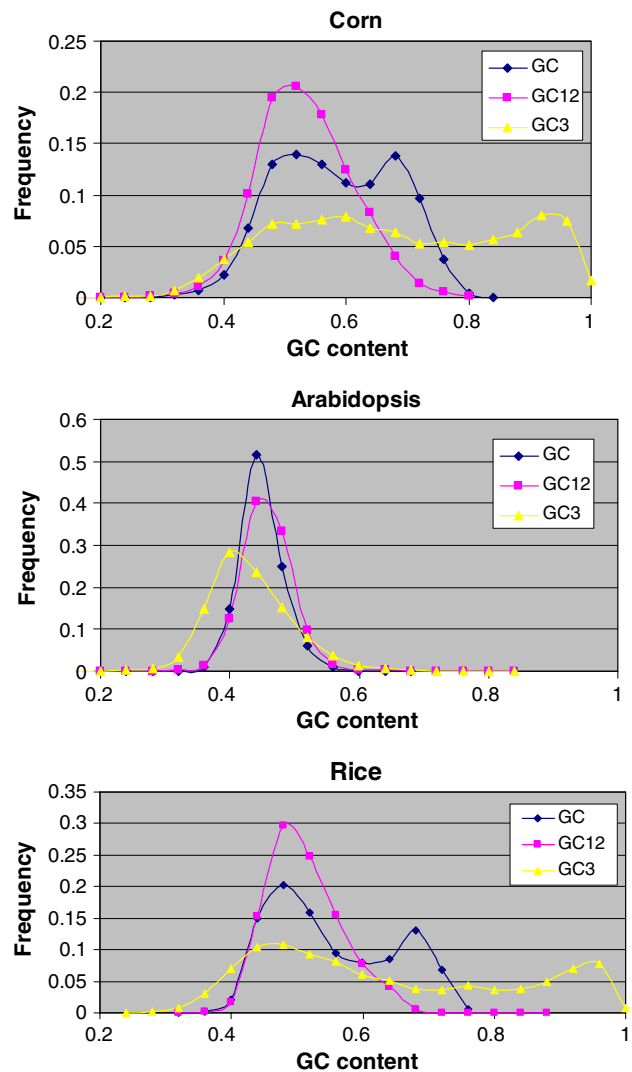 Corn
0.25
0.2
0.15
0.1
0.05
0
Frequency
GC
GC12
GC3
0.2 0.4 0.6 0.8 1
GC content
Arabidopsis
0.6
0.5
0.4
0.3
0.2
0.1
0
Frequency
GC
GC12
GC3
0.2 0.4 0.6 0.8 1
GC content
Rice
0.35
0.3
0.25
0.2
0.15
0.1
0.05
0
Frequency
GC
GC12
GC3
0.2 0.4 0.6 0.8 1
GC content